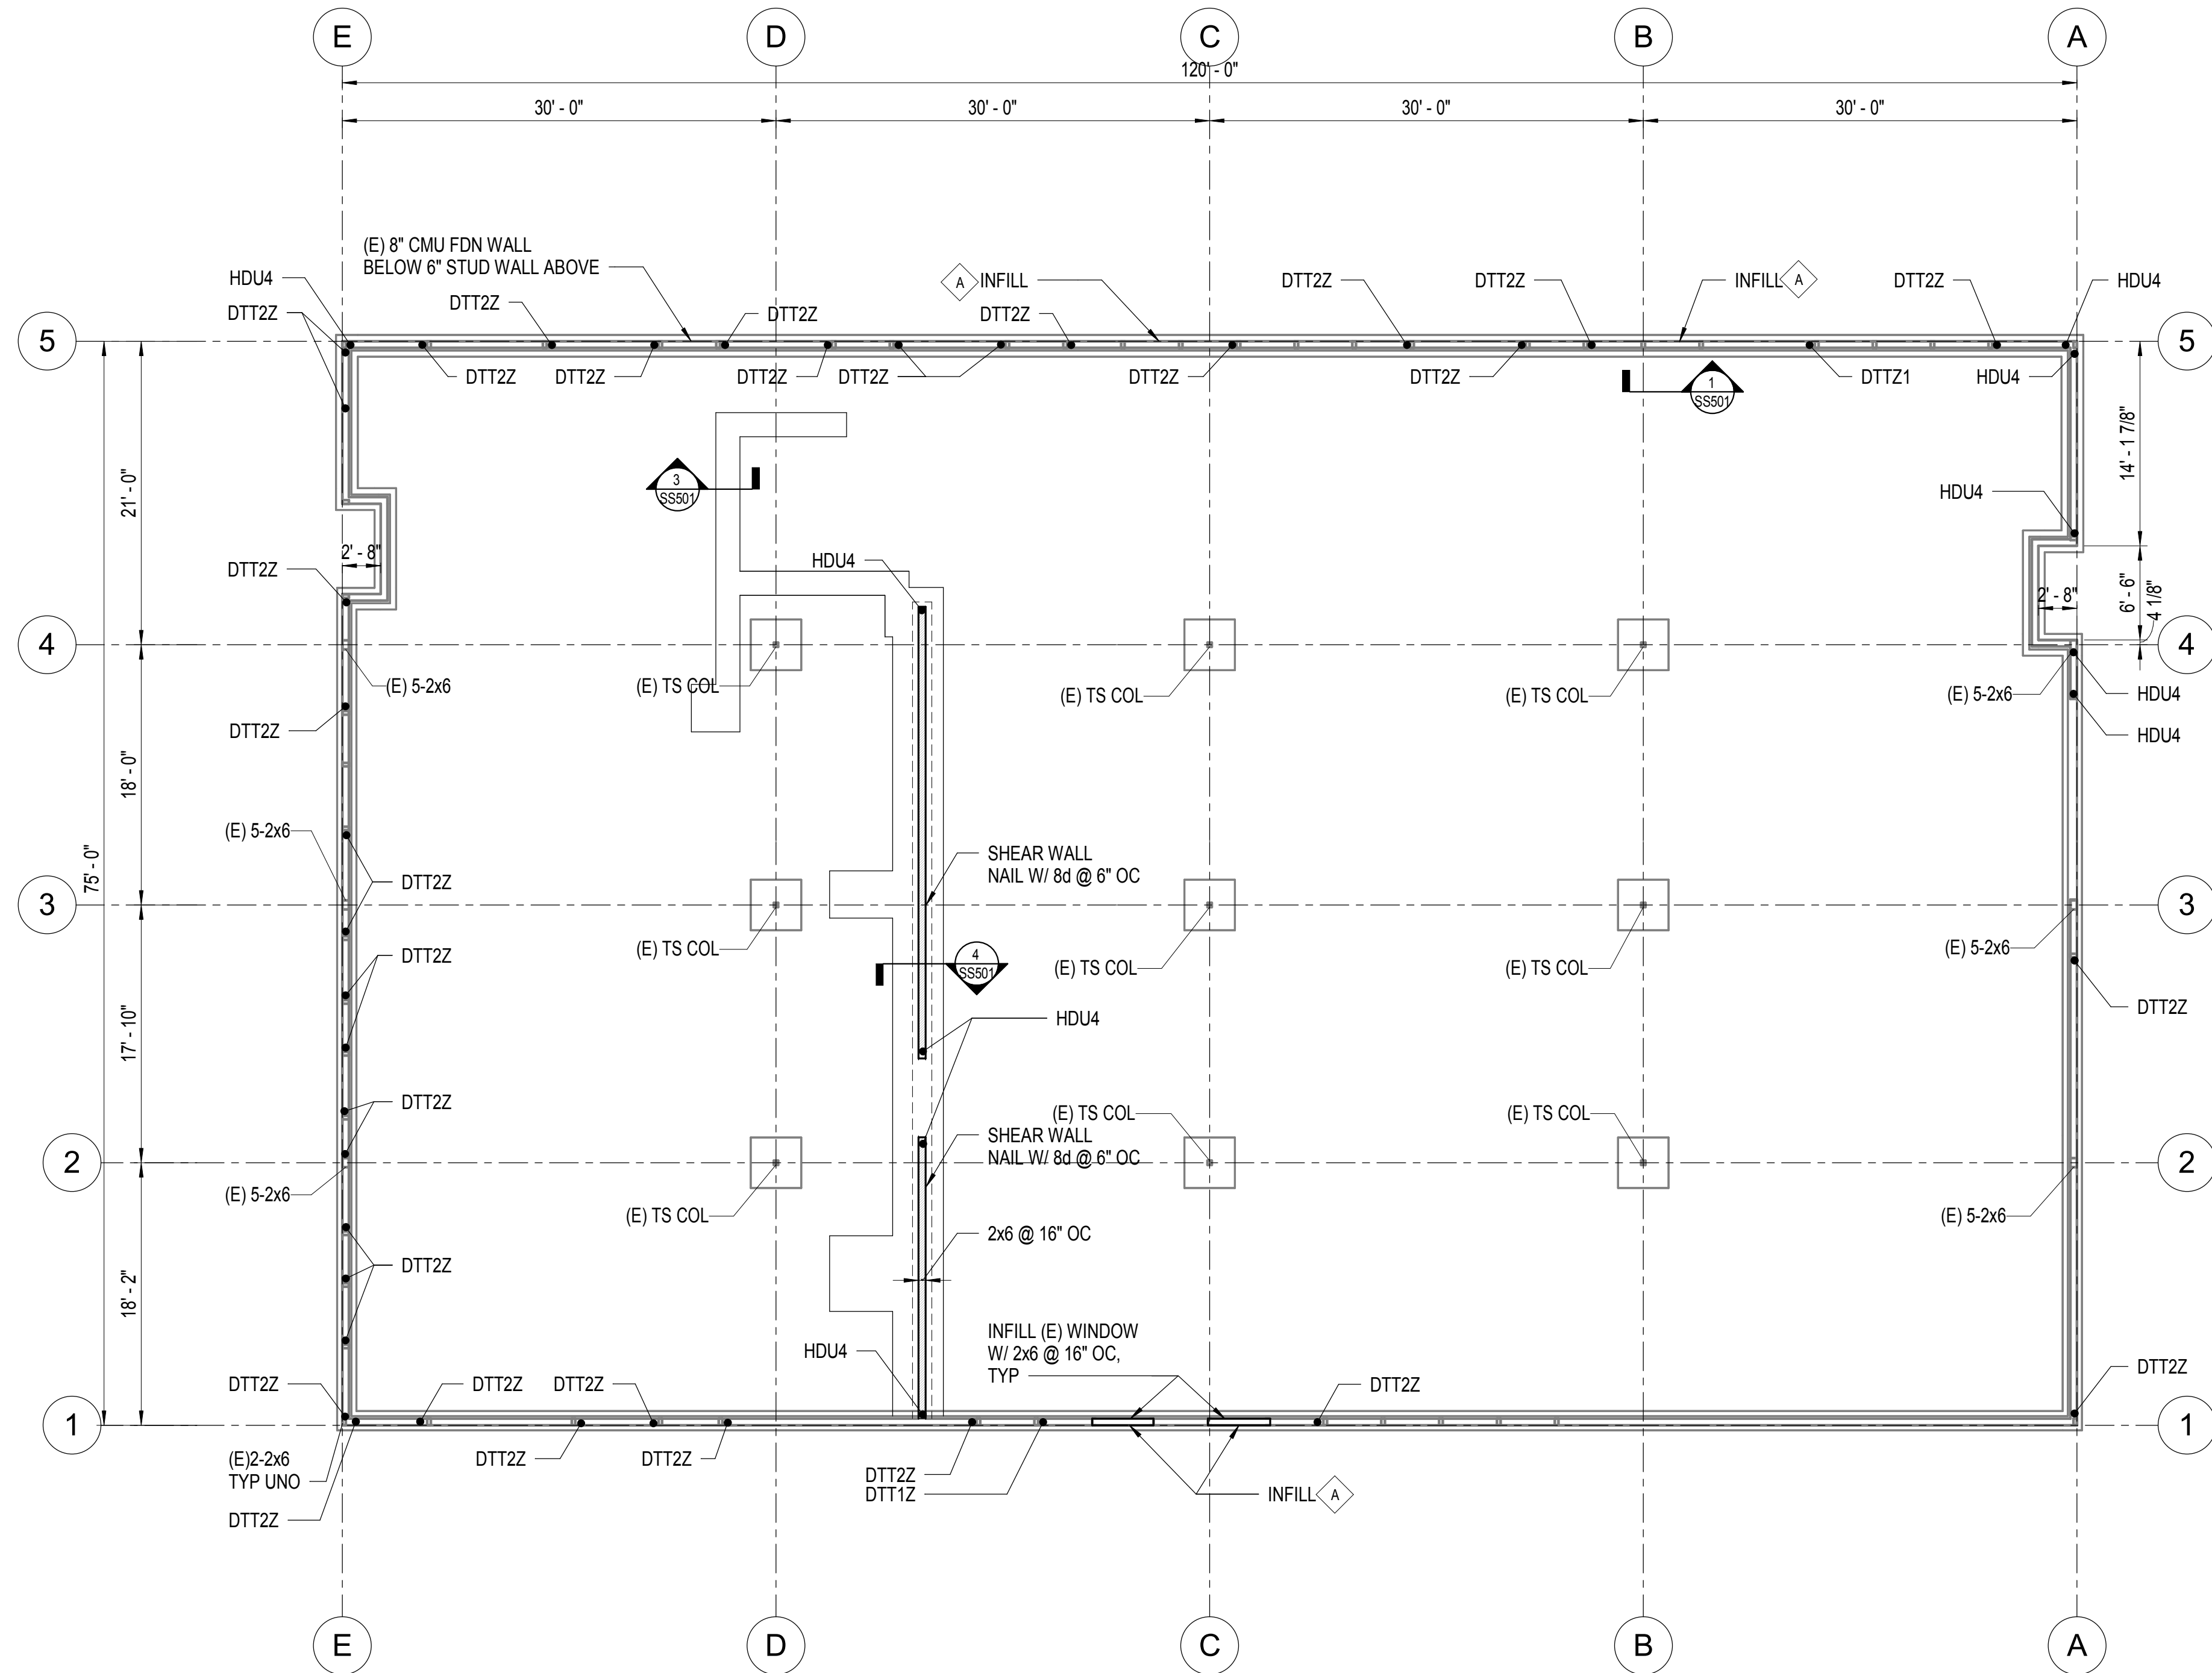 E
D
C
B
A
120' - 0"
30' - 0"
30' - 0"
30' - 0"
30' - 0"
(E) 8" CMU FDN WALL
BELOW 6" STUD WALL ABOVE
HDU4
DTT2Z
DTT2Z
DTT2Z
A
INFILL
DTT2Z
DTT2Z
DTT2Z
INFILL
A
DTT2Z
HDU4
5
5
DTT2Z
DTT2Z
DTT2Z
DTT2Z
DTT2Z
DTT2Z
DTTZ1
HDU4
1
SS501
3
SS501
21' - 0"
14' - 1 7/8"
HDU4
2' - 8"
DTT2Z
HDU4
2' - 8"
6' - 6"
4 1/8"
4
4
(E) 5-2x6
(E) TS COL
(E) TS COL
(E) TS COL
(E) 5-2x6
HDU4
DTT2Z
HDU4
18' - 0"
(E) 5-2x6
75' - 0"
SHEAR WALL
NAIL W/ 8d @ 6" OC
DTT2Z
3
3
(E) TS COL
(E) TS COL
(E) TS COL
(E) 5-2x6
DTT2Z
4
SS501
DTT2Z
17' - 10"
HDU4
DTT2Z
(E) TS COL
(E) TS COL
SHEAR WALL
NAIL W/ 8d @ 6" OC
2
2
(E) 5-2x6
(E) TS COL
(E) 5-2x6
2x6 @ 16" OC
DTT2Z
18' - 2"
INFILL (E) WINDOW
W/ 2x6 @ 16" OC,
TYP
HDU4
DTT2Z
DTT2Z
DTT2Z
DTT2Z
DTT2Z
1
1
(E)2-2x6
TYP UNO
DTT2Z
DTT2Z
DTT2Z
DTT2Z
DTT1Z
INFILL
A
E
D
C
B
A